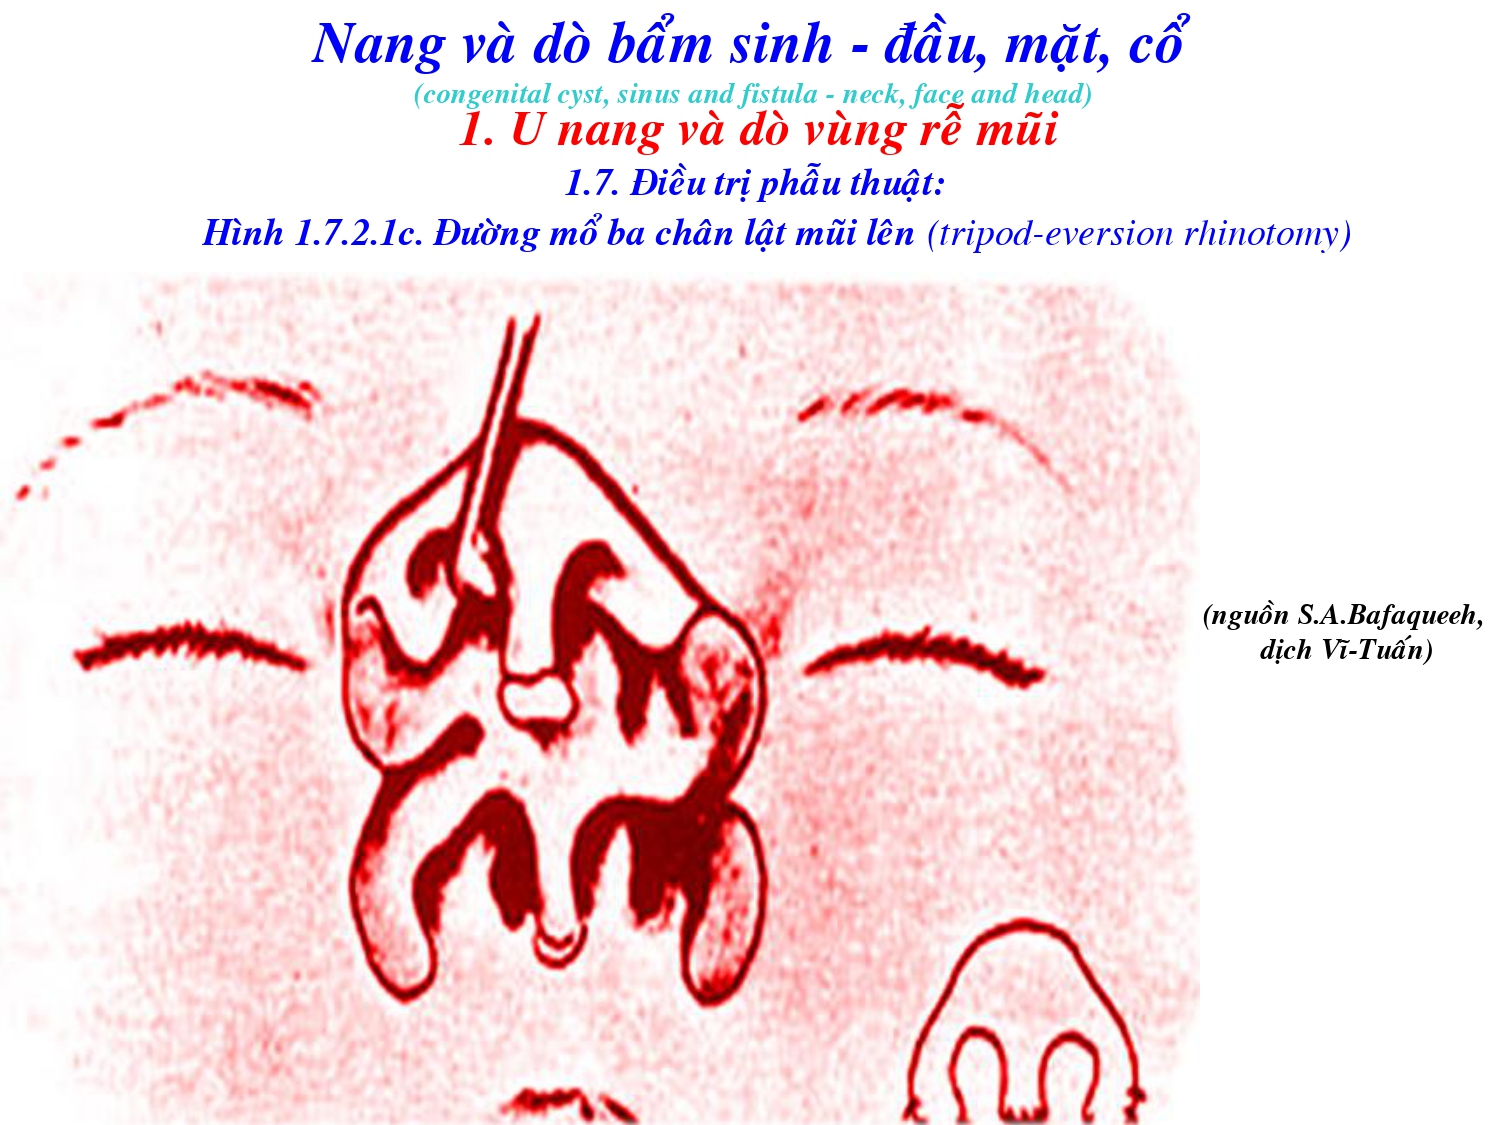 Nang và dò bẩm sinh - đầu, mặt, cổ
(congenital cyst, sinus and fistula - neck, face and head)
1. U nang và dò vùng rễ mũi
1.7. Điều trị phẫu thuật:
Hình 1.7.2.1c. Đường mổ ba chân lật mũi lên (tripod-eversion rhinotomy)
(nguồn S.A.Bafaqueeh,
dịch Vĩ-Tuấn)